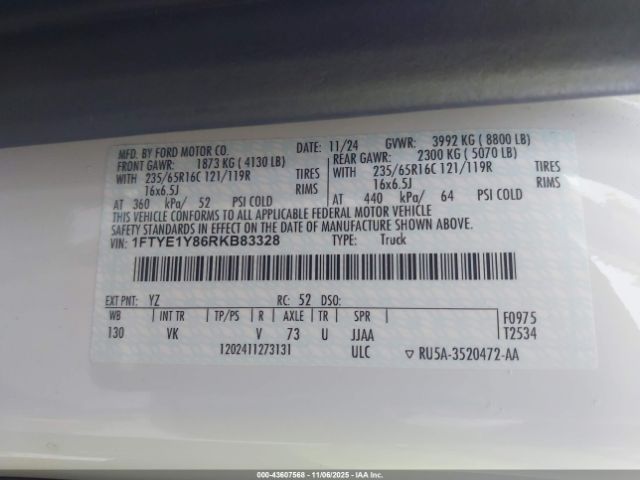 MFD. BY FORD MOTOR CO. DATE: 11/24 GVWR: 3992 KG ( 8800 LB)
FRONT GAWR: 1873 KG ( 4130 LB) REAR GAWR: 2300 KG ( 5070 LB)
WITH 235/65R16C 121/119R TIRES WITH 235/65R16C 121/119R TIRES
16x6.5J RIMS 16x6.5J RIMS
AT 360 kPa/ 52 PSI COLD AT 440 kPa/ 64 PSI COLD
THIS VEHICLE CONFORMS TO ALL APPLICABLE FEDERAL MOTOR VEHICLE
SAFETY STANDARDS IN EFFECT ON THE DATE OF MANUFACTURE SHOWN ABOVE.
VIN: 1FTYE1Y86RKB83328 TYPE: Truck
EXT PNT: YZ RC: 52 DSO:
WB INT TR TP/PS R AXLE TR SPR F0975
130 VK V 73 U JJAA T2534
1202411273131 ULC ▽ RU5A-3520472-AA
000-43607568 - 11/06/2025 - IAA, Inc.